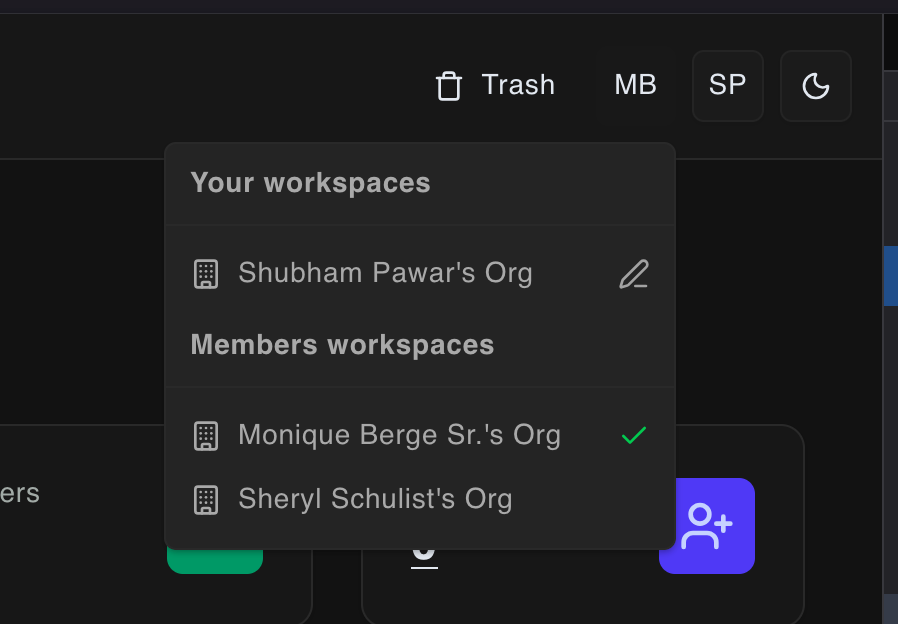 Trash MB SP
Your workspaces
Shubham Pawar's Org
Members workspaces
Monique Berge Sr.'s Org
ers
Sheryl Schulist's Org